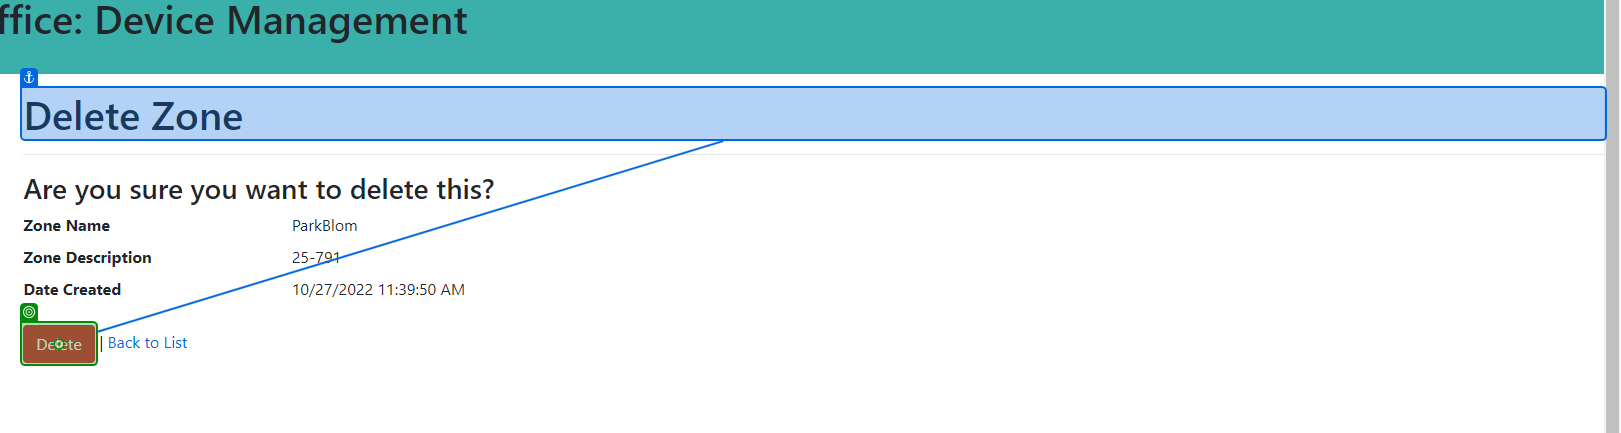 ffice: Device Management
Delete Zone
Are you sure you want to delete this?
Zone Name ParkBlom
Zone Description 25-791
Date Created 10/27/2022 11:39:50 AM
Delete | Back to List